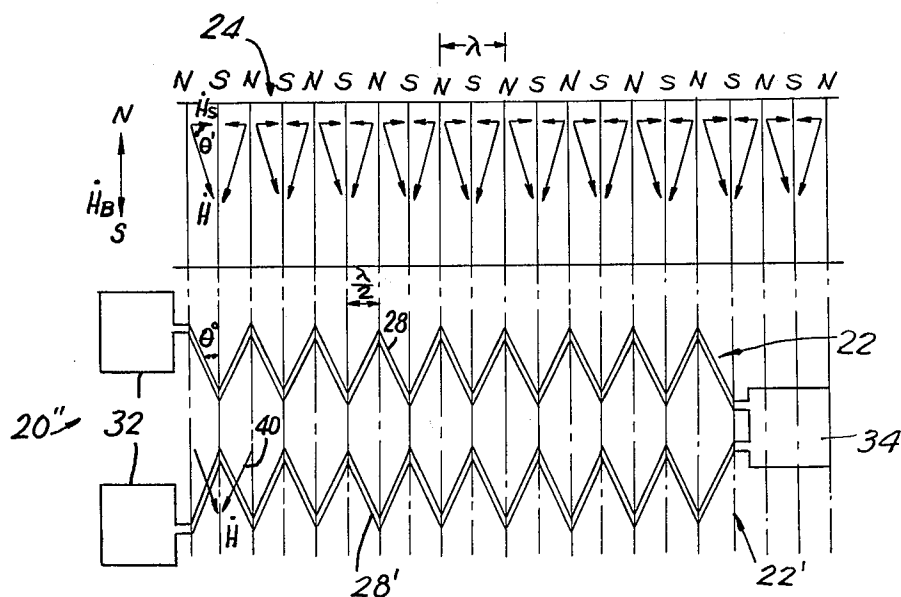 24
λ
N S N S N S N S N S N S N S N S N S N S N
N
Ḣs
θ'
ḢB
Ḣ
S
λ/2
θ°
28
22
20" 32
40
34
Ḣ
28'
22'